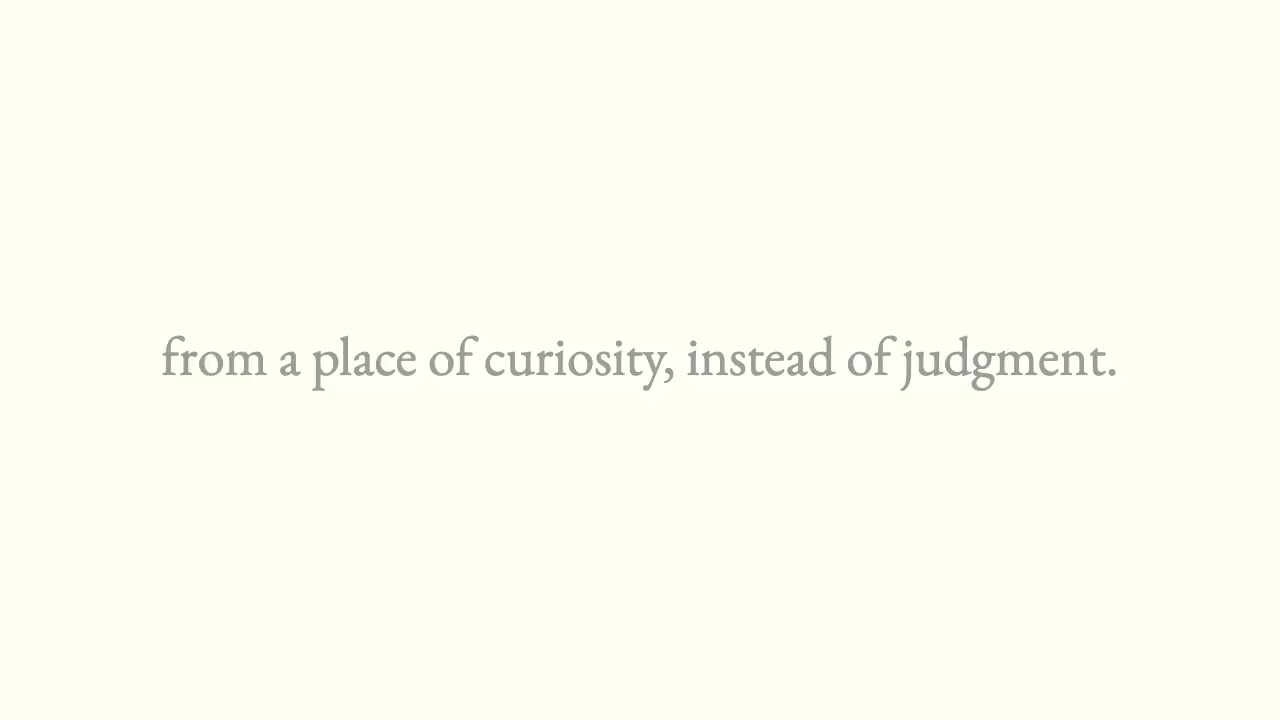 from a place of curiosity, instead of judgment.